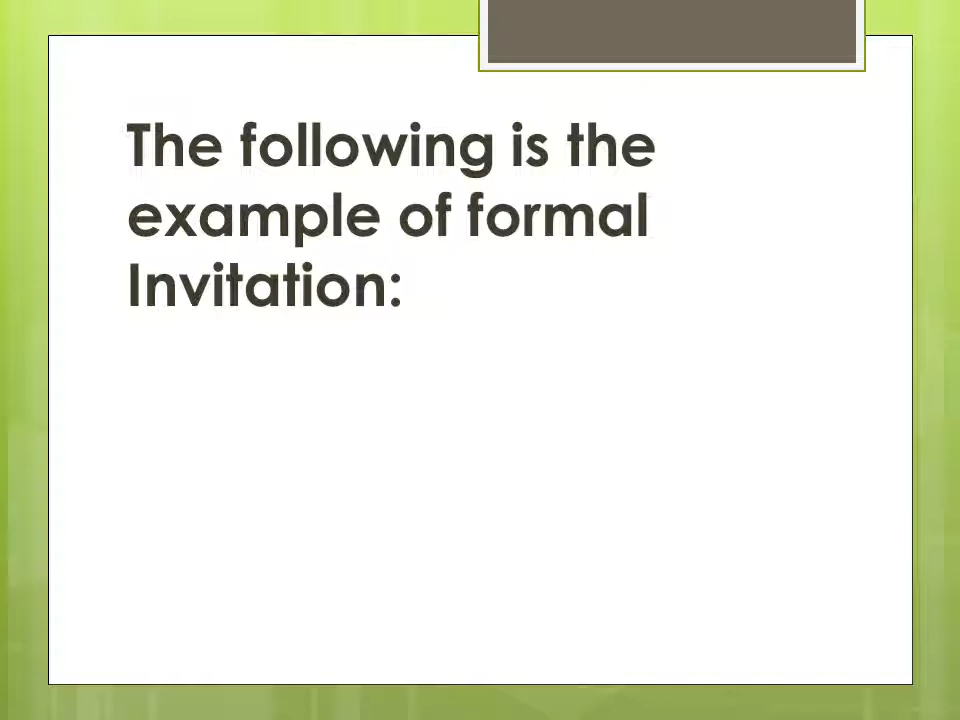 The following is the
example of formal
Invitation: